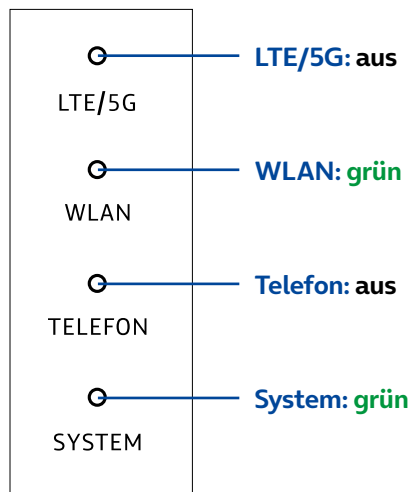 LTE/5G: aus
LTE/5G
WLAN: grün
WLAN
Telefon: aus
TELEFON
System: grün
SYSTEM